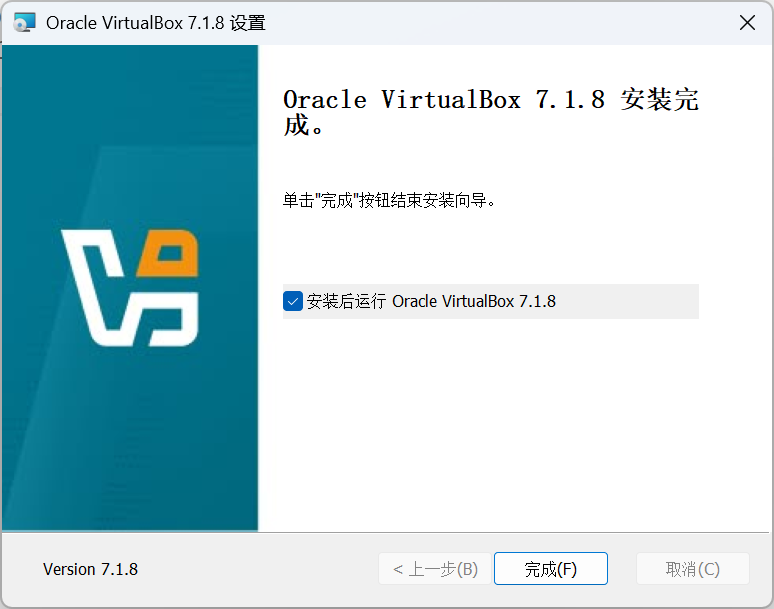 Oracle VirtualBox 7.1.8 设置
Oracle VirtualBox 7.1.8 安装完
成。
单击"完成"按钮结束安装向导。
安装后运行 Oracle VirtualBox 7.1.8
Version 7.1.8
< 上一步(B)
完成(F)
取消(C)